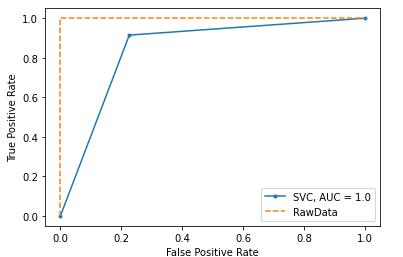 1.0
0.8
0.6
0.4
0.2
0.0
True Positive Rate
SVC, AUC = 1.0
RawData
0.0 0.2 0.4 0.6 0.8 1.0
False Positive Rate